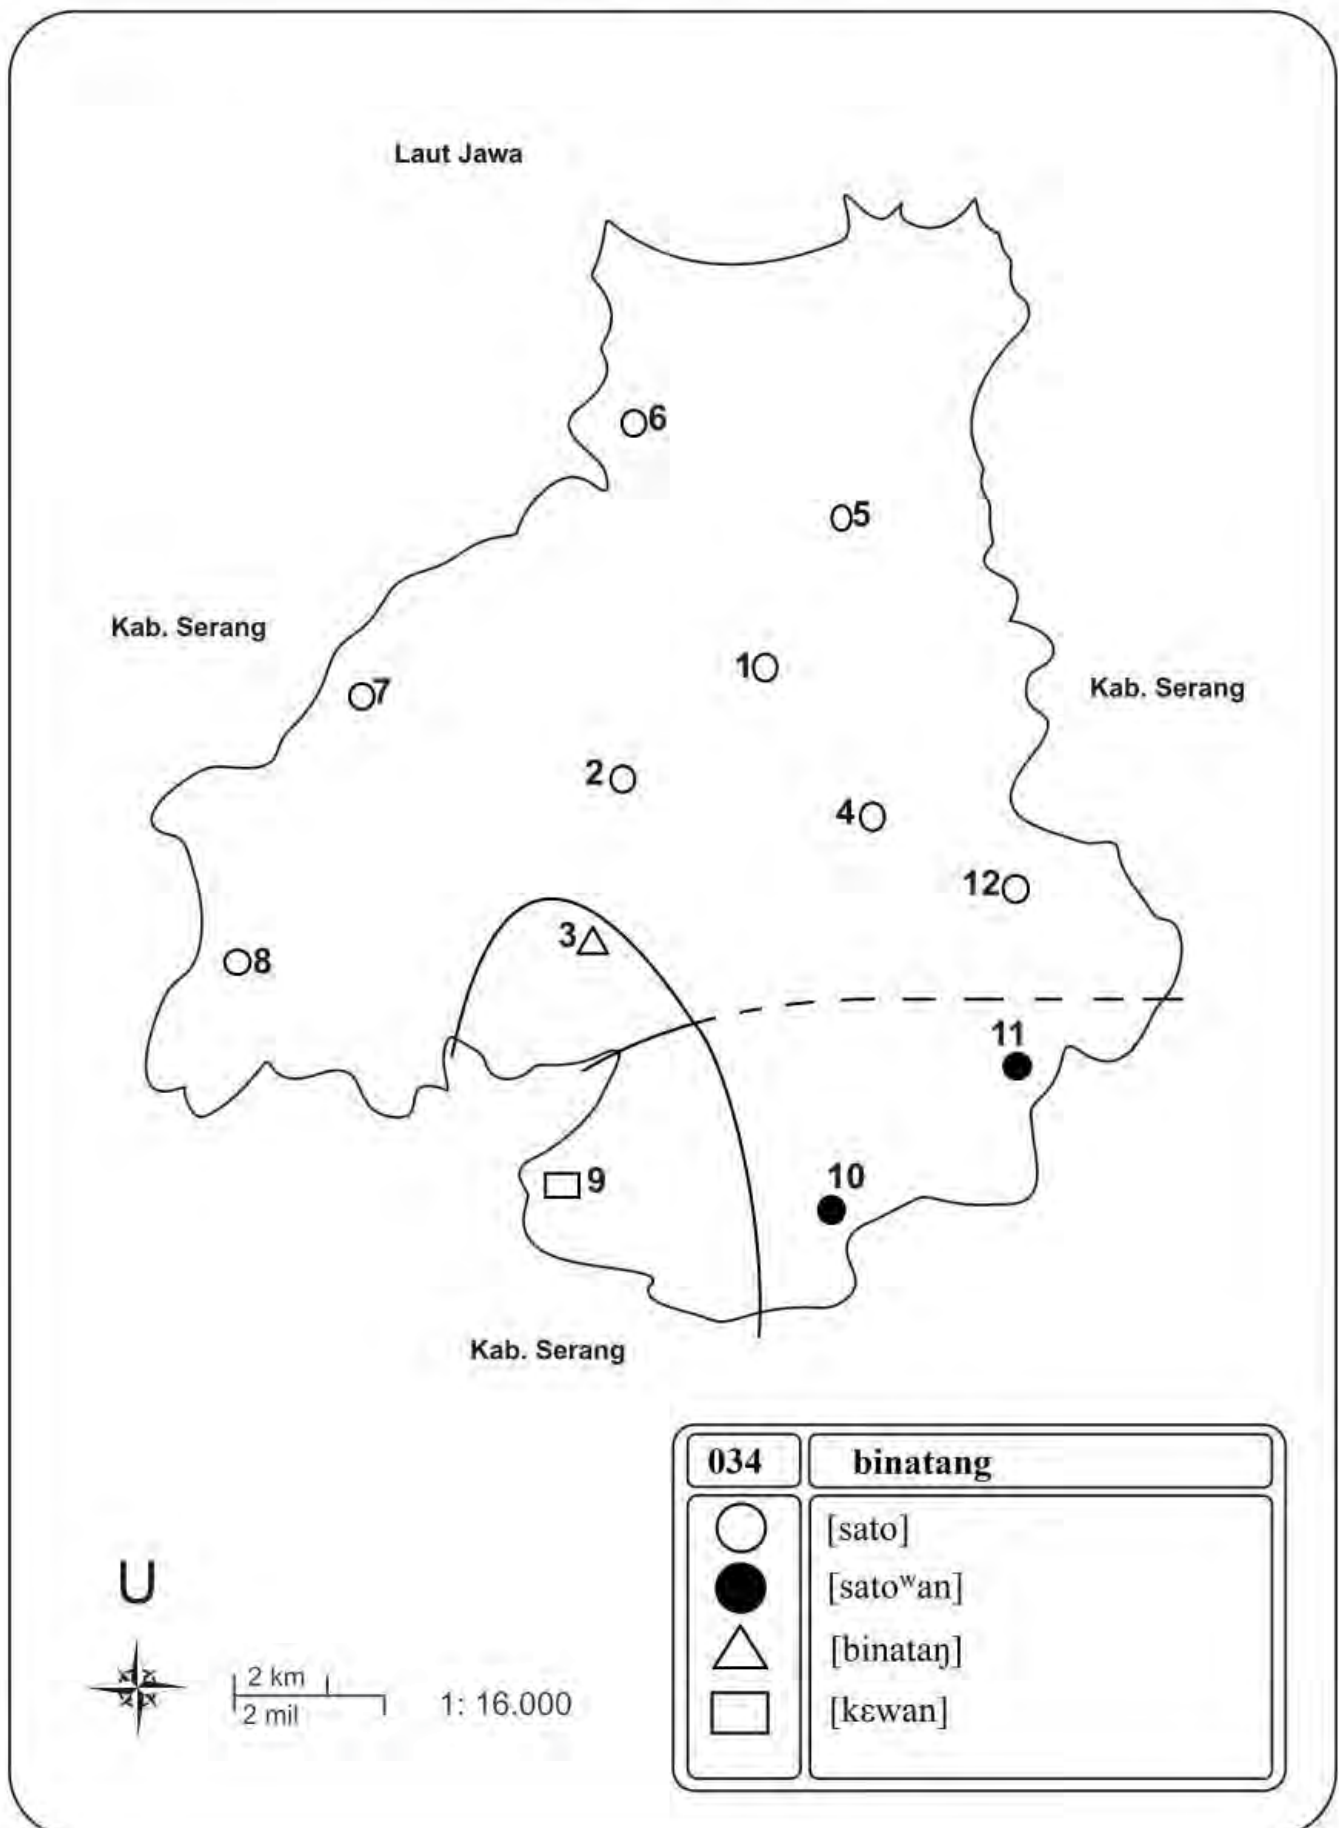 Laut Jawa
6
5
Kab. Serang
1
7
Kab. Serang
2
4
12
3
8
11
9
10
Kab. Serang
034 binatang
[sato]
[satoʷan]
[binataŋ]
[kɛwan]
U
2 km
2 mil
1: 16.000